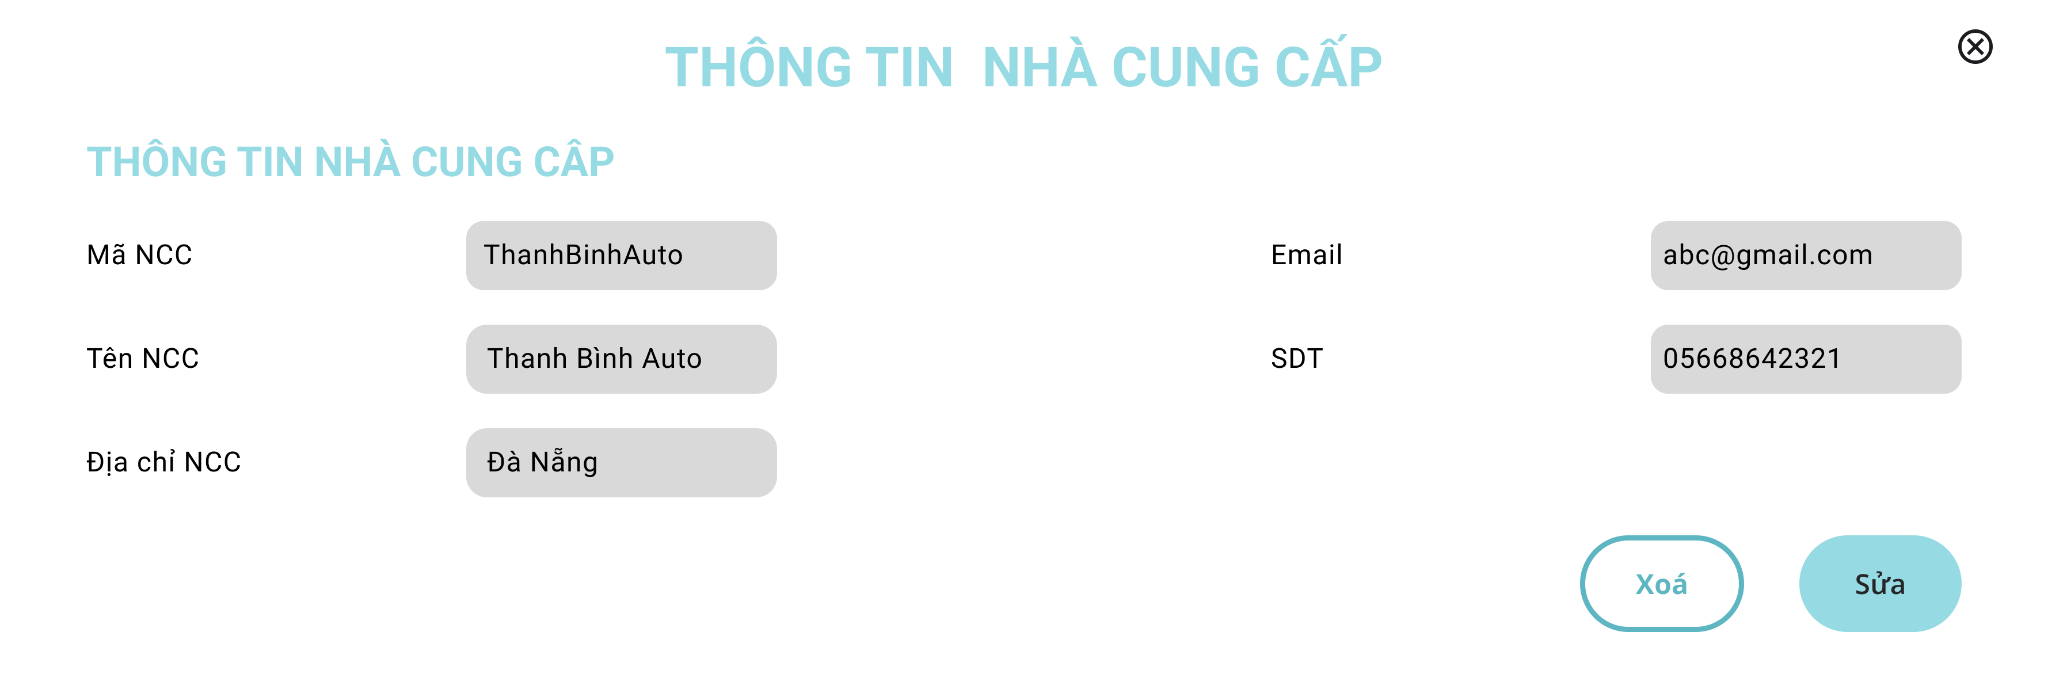 THÔNG TIN  NHÀ CUNG CẤP
THÔNG TIN NHÀ CUNG CÂP
Mã NCC
ThanhBinhAuto
Email
abc@gmail.com
Tên NCC
Thanh Bình Auto
SDT
05668642321
Địa chỉ NCC
Đà Nẵng
Xoá
Sửa